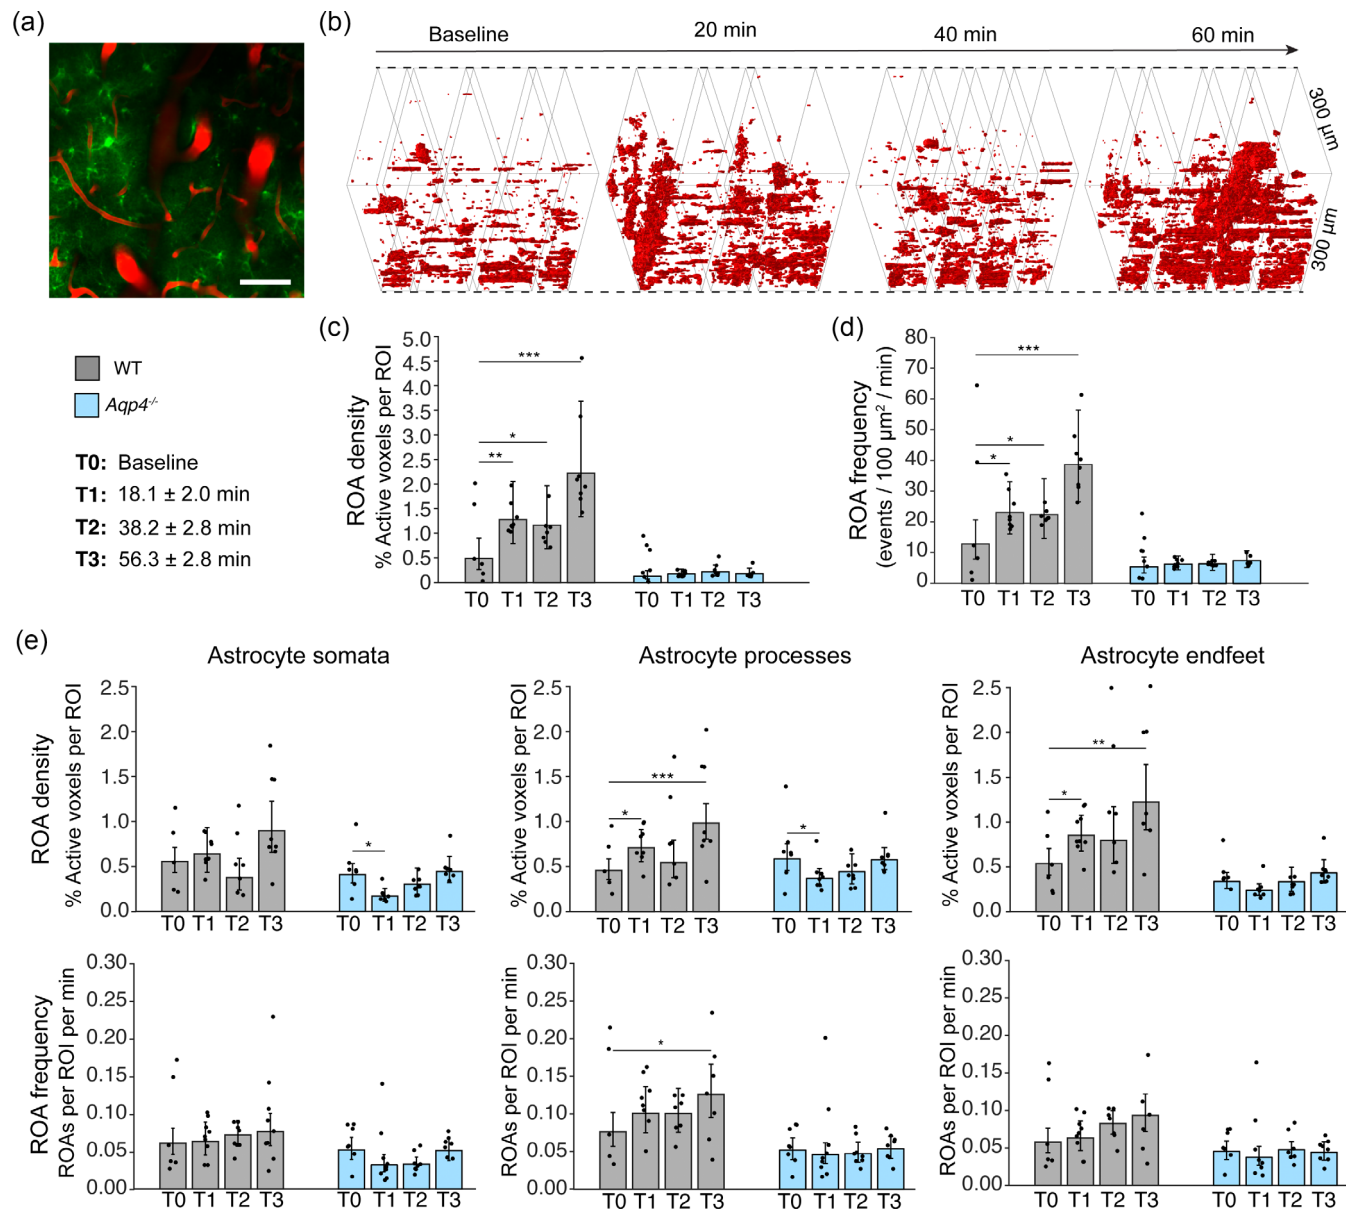 (a)
(b)
Baseline
20 min
40 min
60 min
300 µm
300 µm
WT
Aqp4-/-
T0: Baseline
T1: 18.1 ± 2.0 min
T2: 38.2 ± 2.8 min
T3: 56.3 ± 2.8 min
(c)
ROA density
% Active voxels per ROI
5.0
4.5
4.0
3.5
3.0
2.5
2.0
1.5
1.0
0.5
0
***
*
**
T0 T1 T2 T3
T0 T1 T2 T3
(d)
ROA frequency
(events / 100 µm² / min)
80
70
60
50
40
30
20
10
0
***
*
*
T0 T1 T2 T3
T0 T1 T2 T3
(e)
Astrocyte somata
Astrocyte processes
Astrocyte endfeet
ROA density
% Active voxels per ROI
2.5
2.0
1.5
1.0
0.5
0.0
*
T0 T1 T2 T3
T0 T1 T2 T3
% Active voxels per ROI
2.5
2.0
1.5
1.0
0.5
0.0
***
*
*
T0 T1 T2 T3
T0 T1 T2 T3
% Active voxels per ROI
2.5
2.0
1.5
1.0
0.5
0.0
**
*
T0 T1 T2 T3
T0 T1 T2 T3
ROA frequency
ROAs per ROI per min
0.30
0.25
0.20
0.15
0.10
0.05
0.00
T0 T1 T2 T3
T0 T1 T2 T3
ROAs per ROI per min
0.30
0.25
0.20
0.15
0.10
0.05
0.00
*
T0 T1 T2 T3
T0 T1 T2 T3
ROAs per ROI per min
0.30
0.25
0.20
0.15
0.10
0.05
0.00
T0 T1 T2 T3
T0 T1 T2 T3